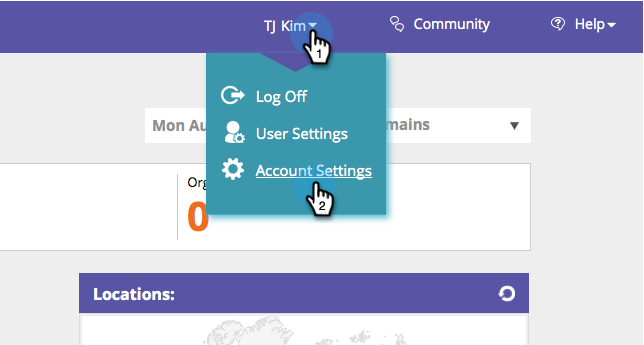 TJ Kim Community Help
1
Log Off
Mon Au mains
User Settings
Account Settings
Org
2
0
Locations: